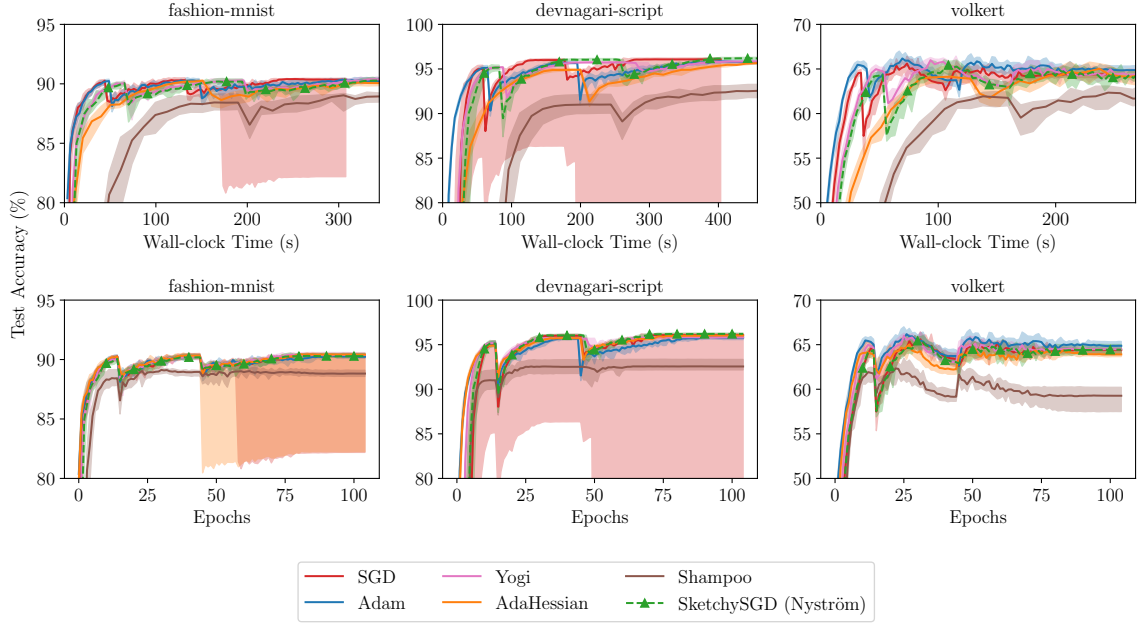 fashion-mnist devnagari-script volkert
95 100 75
90 95 70
85 90 65
80 85 60
80 55
50
0 100 200 300 0 100 200 300 400 0 100 200
Wall-clock Time (s) Wall-clock Time (s) Wall-clock Time (s)
Test Accuracy (%)
fashion-mnist devnagari-script volkert
95 100 70
90 95 65
85 90 60
80 85 55
80 50
0 25 50 75 100 0 25 50 75 100 0 25 50 75 100
Epochs Epochs Epochs
SGD Yogi Shampoo
Adam AdaHessian SketchySGD (Nyström)